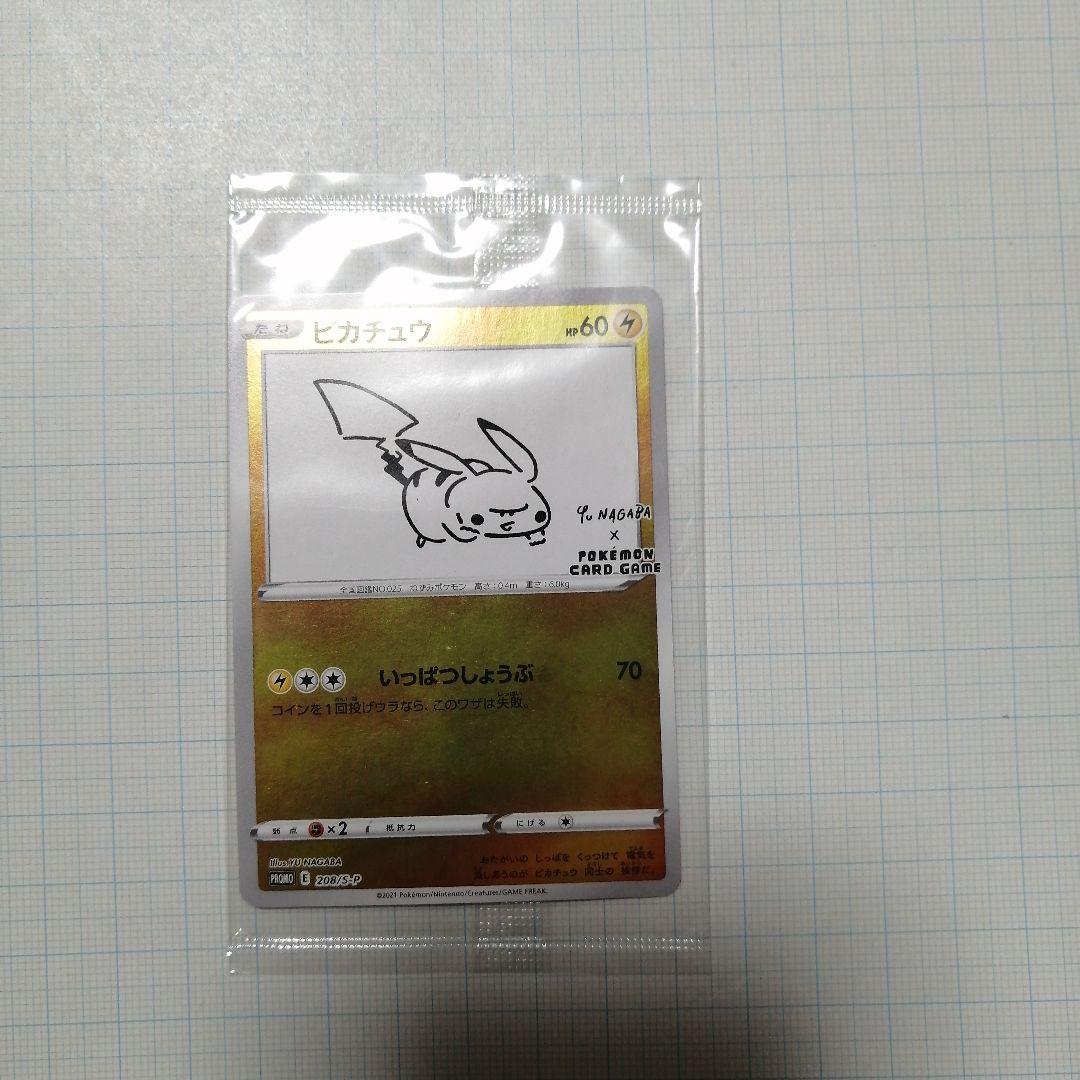 たね ピカチュウ HP60
Yu NAGABA
×
POKÉMON
CARD GAME
全国図鑑NO.025 ねずみポケモン 高さ:0.4m 重さ:6.0kg
いっぱつしょうぶ 70
コインを1回投げウラなら、このワザは失敗。
弱点 ×2 抵抗力 にげる
Illus. YU NAGABA
おたがいの しっぽを くっつけて 電気を
PROMO E 208/S-P
流しあうのが ピカチュウ 同士の 挨拶だ。
©2021 Pokémon/Nintendo/Creatures/GAME FREAK.